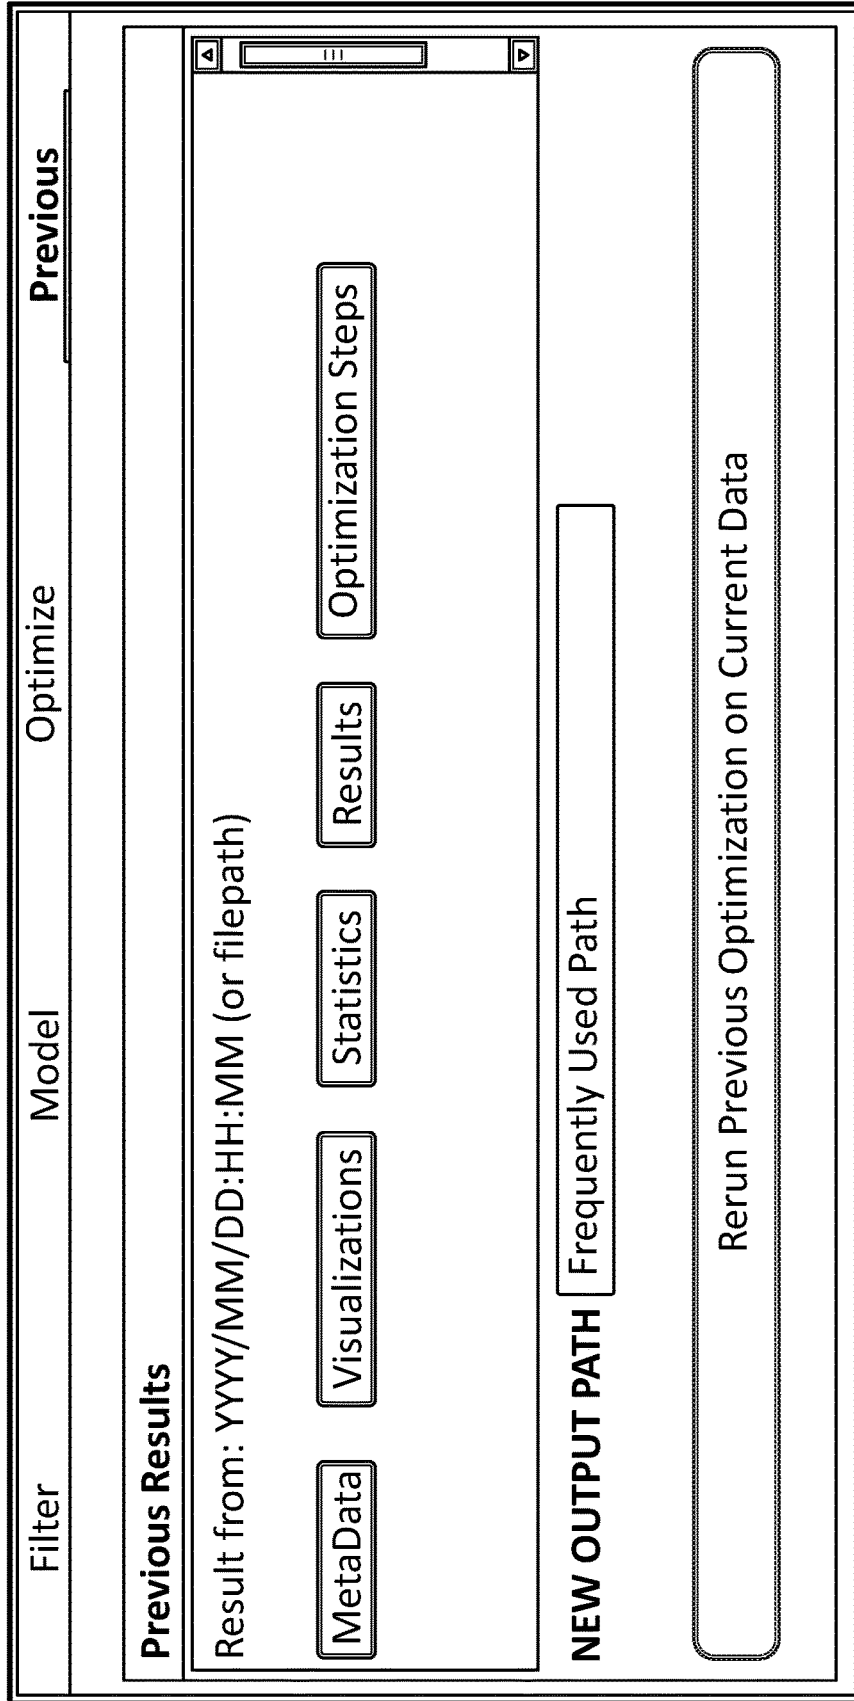 Filter Model Optimize Previous
Previous Results
Result from: YYYY/MM/DD:HH:MM (or filepath)
MetaData Visualizations Statistics Results Optimization Steps
NEW OUTPUT PATH Frequently Used Path
Rerun Previous Optimization on Current Data